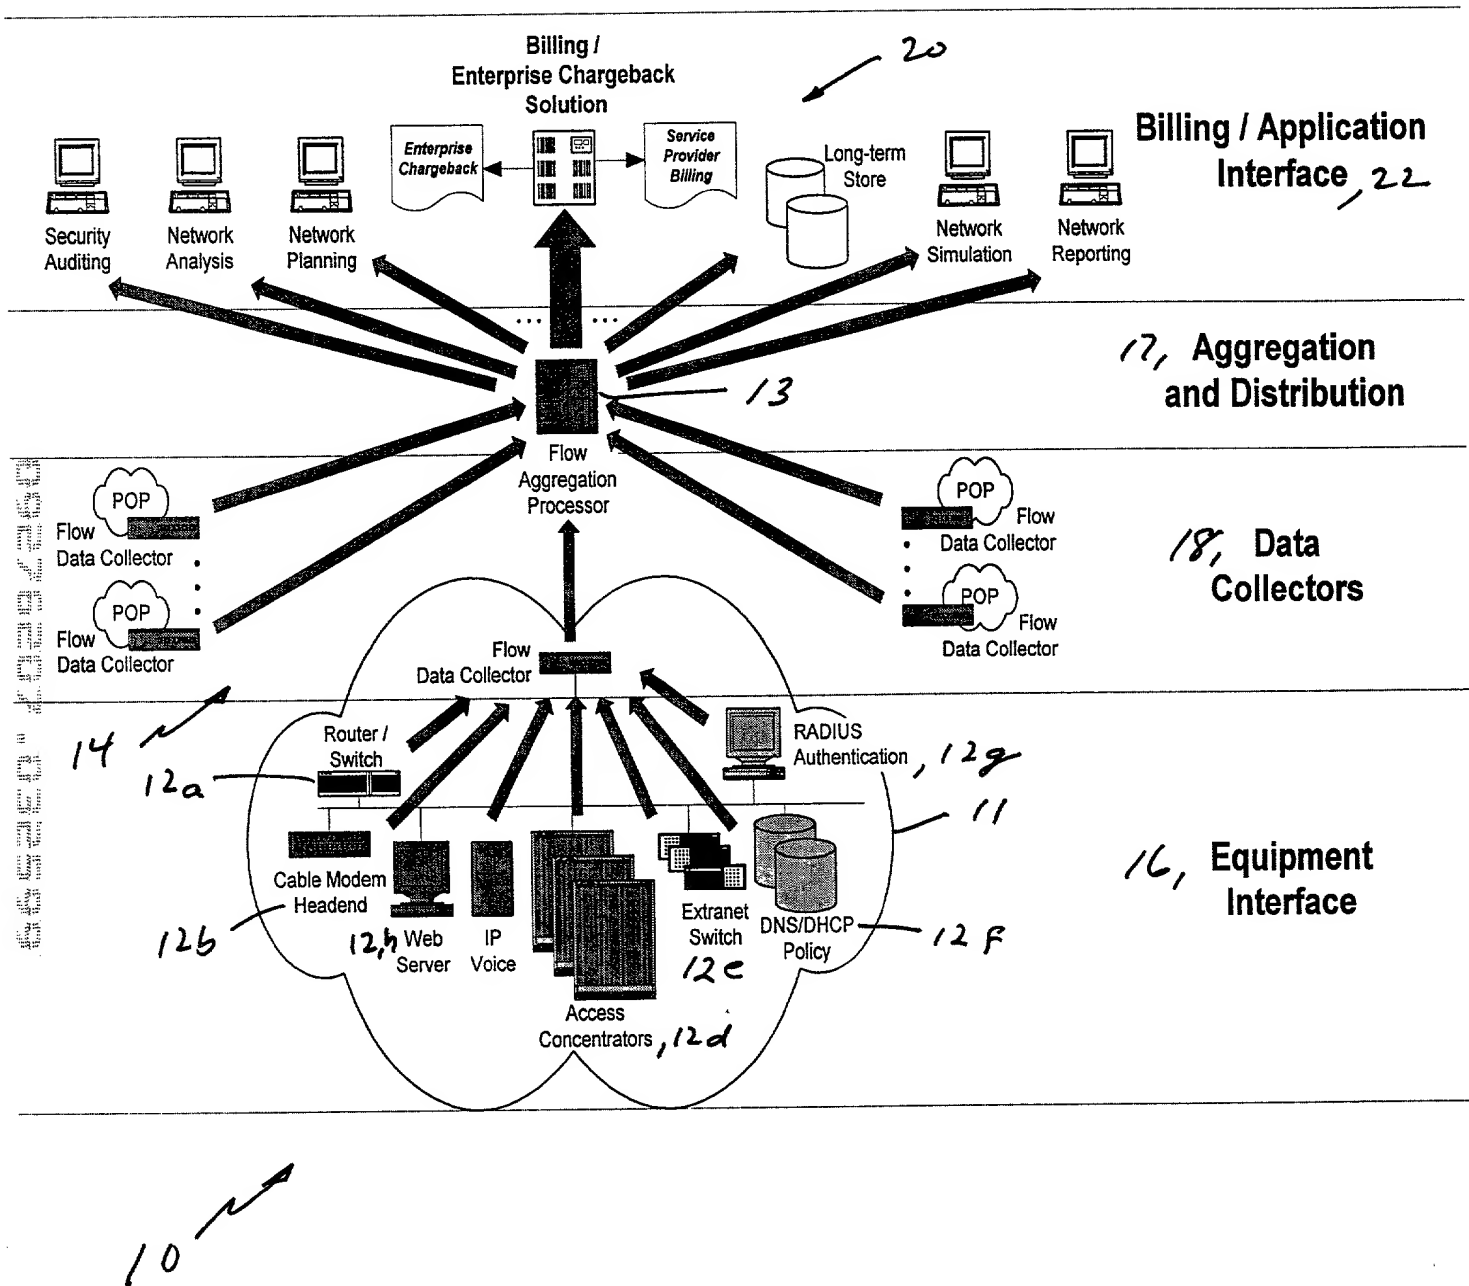 Billing /
Enterprise Chargeback
Solution
20
Billing / Application
Interface, 22
Enterprise
Chargeback
Service
Provider
Billing
Long-term
Store
Security
Auditing
Network
Analysis
Network
Planning
Network
Simulation
Network
Reporting
17, Aggregation
and Distribution
13
Flow
Aggregation
Processor
POP
Flow
Data Collector
POP
Flow
Data Collector
POP
Flow
Data Collector
POP
Flow
Data Collector
18, Data
Collectors
14
Flow
Data Collector
Router /
Switch
12a
RADIUS
Authentication, 12g
11
16, Equipment
Interface
Cable Modem
Headend
12b
12,h Web
Server
IP
Voice
Access
Concentrators, 12d
Extranet
Switch
12e
DNS/DHCP
Policy
12f
10